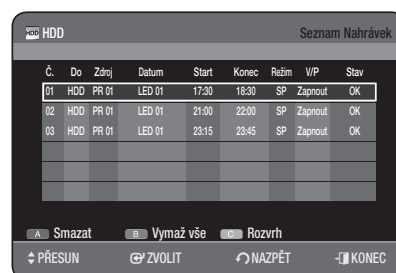 HDD HDD Seznam Nahrávek
Č. Do Zdroj Datum Start Konec Režim V/P Stav
01 HDD PR 01 LED 01 17:30 18:30 SP Zapnout OK
02 HDD PR 01 LED 01 21:00 22:00 SP Zapnout OK
03 HDD PR 01 LED 01 23:15 23:45 SP Zapnout OK
A Smazat B Vymaž vše C Rozvrh
PŘESUN ZVOLIT NAZPĚT KONEC